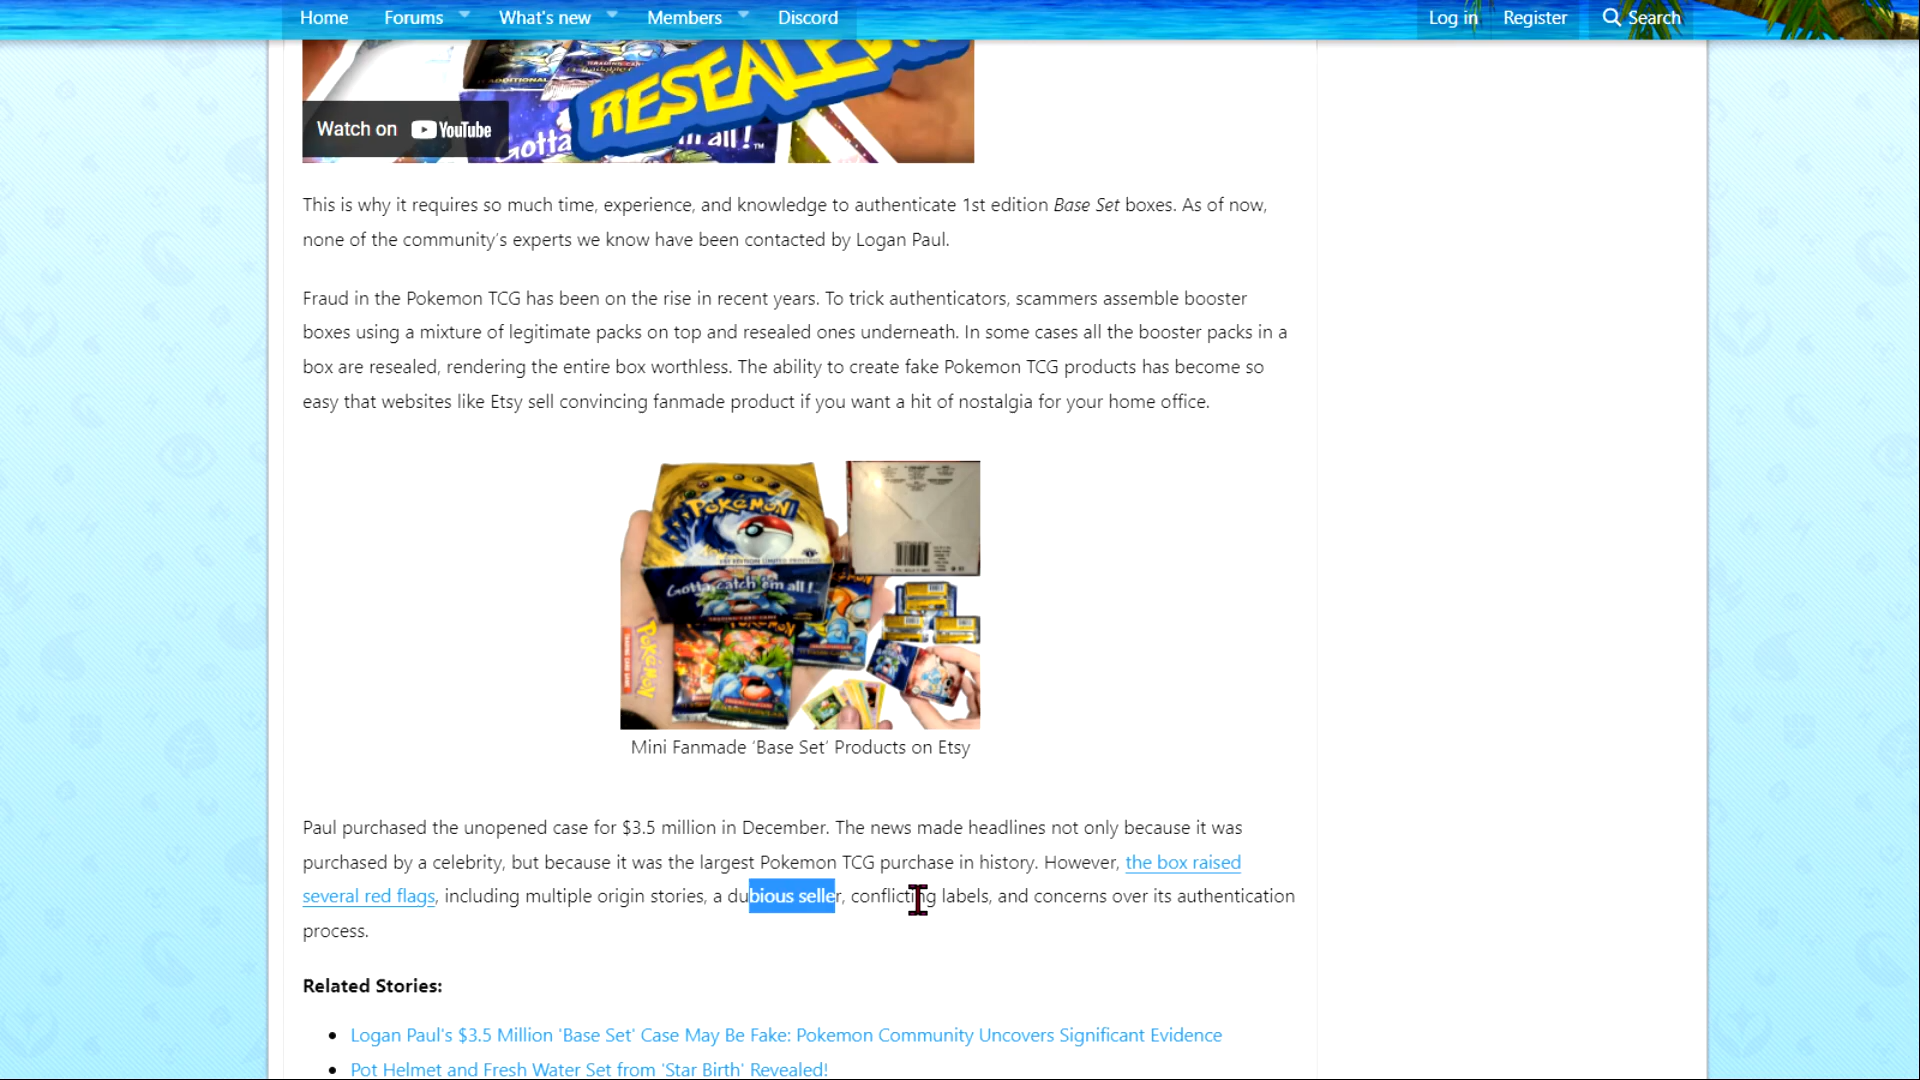 Home Forums What's new Members Discord Log in Register Search
RESEALE
Watch on YouTube
Gotta
all!™
This is why it requires so much time, experience, and knowledge to authenticate 1st edition Base Set boxes. As of now,
none of the community's experts we know have been contacted by Logan Paul.
Fraud in the Pokemon TCG has been on the rise in recent years. To trick authenticators, scammers assemble booster
boxes using a mixture of legitimate packs on top and resealed ones underneath. In some cases all the booster packs in a
box are resealed, rendering the entire box worthless. The ability to create fake Pokemon TCG products has become so
easy that websites like Etsy sell convincing fanmade product if you want a hit of nostalgia for your home office.
POKéMON
Gotta catch 'em all!
POKéMON
Mini Fanmade 'Base Set' Products on Etsy
Paul purchased the unopened case for $3.5 million in December. The news made headlines not only because it was
purchased by a celebrity, but because it was the largest Pokemon TCG purchase in history. However, the box raised
several red flags, including multiple origin stories, a dubious seller, conflicting labels, and concerns over its authentication
process.
Related Stories:
• Logan Paul's $3.5 Million 'Base Set' Case May Be Fake: Pokemon Community Uncovers Significant Evidence
• Pot Helmet and Fresh Water Set from 'Star Birth' Revealed!